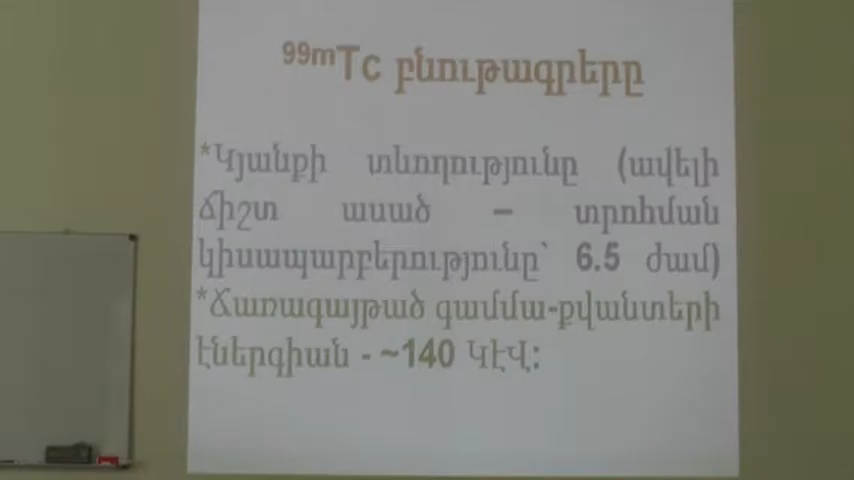 ⁹⁹ᵐTc բնութագրերը
*Կյանքի տևողությունը (ավելի
ճիշտ ասած – տրոհման
կիսապարբերությունը՝ 6.5 ժամ)
*Ճառագայթած գամմա-քվանտերի
էներգիան - ~140 ԿէՎ: